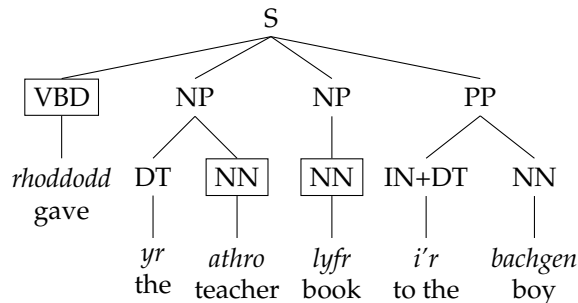 S
VBD NP NP PP
rhoddodd DT NN NN IN+DT NN
gave
yr athro lyfr i'r bachgen
the teacher book to the boy